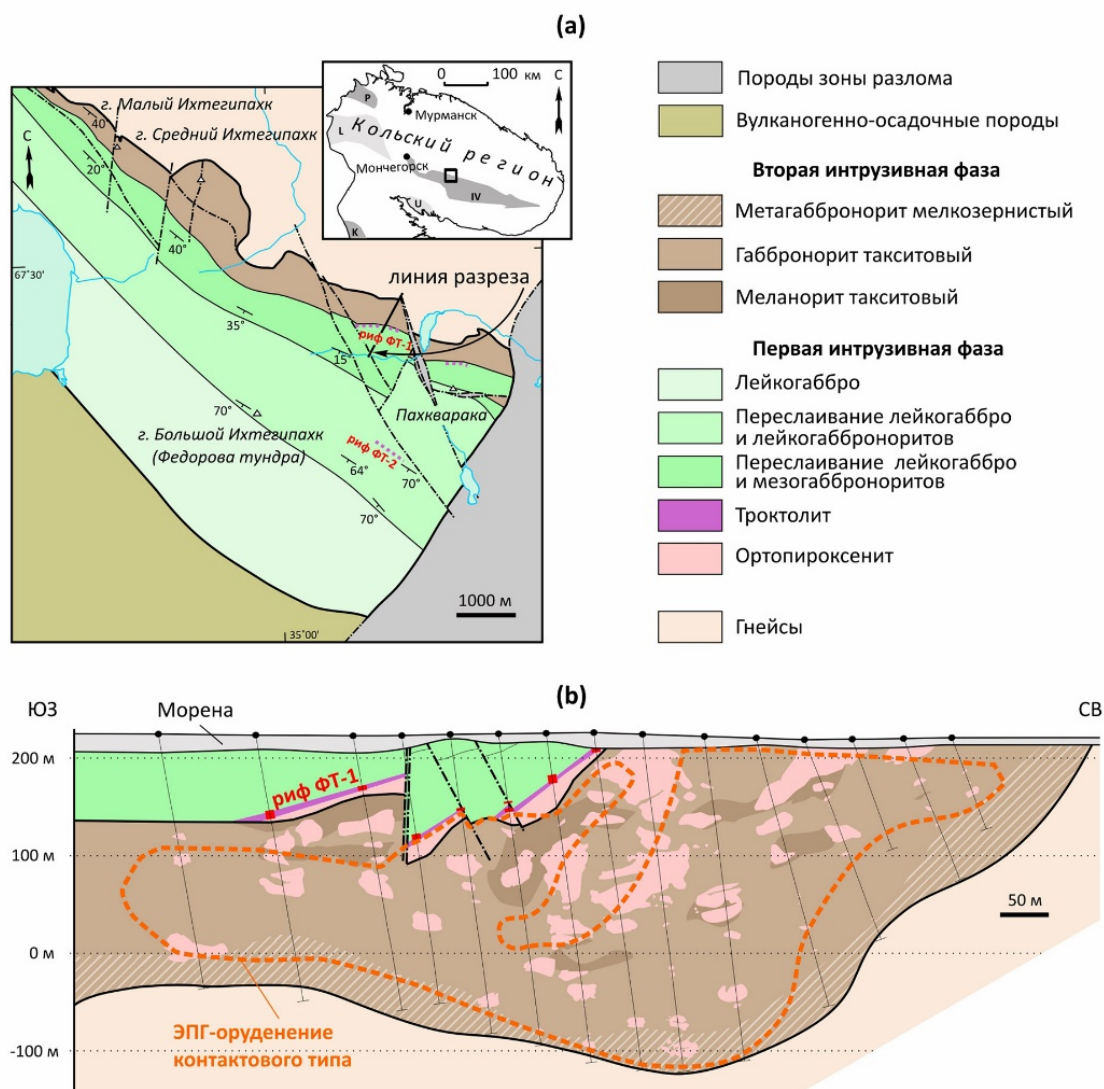 (a)
г. Малый Ихтегипахк
г. Средний Ихтегипахк
40
20°
40°
35°
15
70°
64°
70°
70°
С
67°30'
35°00'
линия разреза
риф ФТ-1
Пахкварака
г. Большой Ихтегипахк
(Федорова тундра)
риф ФТ-2
1000 м
0 100 км
С
P
Мурманск
L
Кольский регион
Мончегорск
IV
U
K
Породы зоны разлома
Вулканогенно-осадочные породы
Вторая интрузивная фаза
Метагаббронорит мелкозернистый
Габбронорит такситовый
Меланорит такситовый
Первая интрузивная фаза
Лейкогаббро
Переслаивание лейкогаббро
и лейкогабброноритов
Переслаивание лейкогаббро
и мезогабброноритов
Троктолит
Ортопироксенит
Гнейсы
(b)
ЮЗ
Морена
СВ
200 м
риф ФТ-1
100 м
50 м
0 м
ЭПГ-оруденение
контактового типа
-100 м